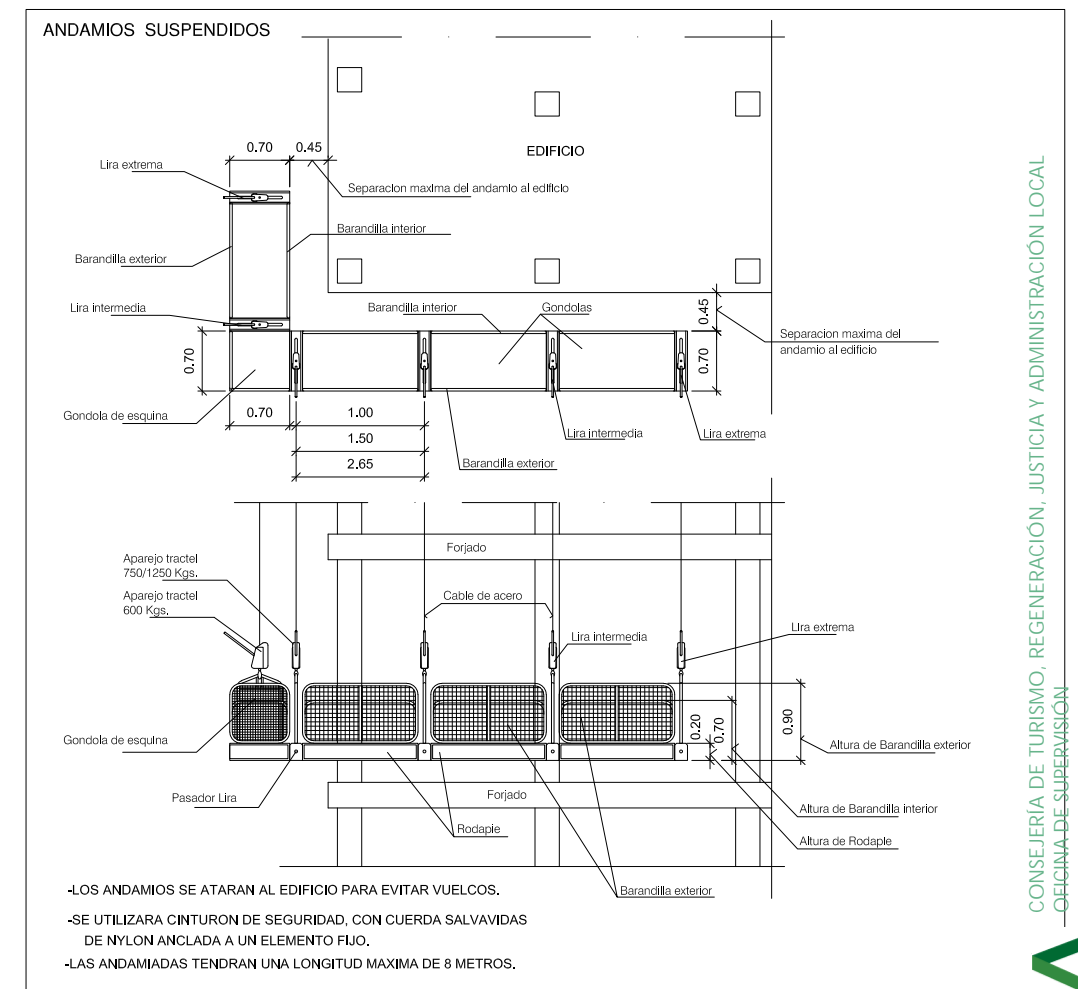 ANDAMIOS SUSPENDIDOS
EDIFICIO
0.70
0.45
Lira extrema
Separacion maxima del andamio al edificio
Barandilla interior
Barandilla exterior
Lira intermedia
Barandilla interior
Gondolas
0.45
Separacion maxima del
andamio al edificio
0.70
0.70
Gondola de esquina
0.70
1.00
1.50
2.65
Lira intermedia
Lira extrema
Barandilla exterior
Forjado
Aparejo tractel
750/1250 Kgs.
Aparejo tractel
600 Kgs.
Cable de acero
Lira intermedia
Lira extrema
Gondola de esquina
0.20
0.70
0.90
Altura de Barandilla exterior
Pasador Lira
Forjado
Altura de Barandilla interior
Rodapie
Altura de Rodapie
Barandilla exterior
-LOS ANDAMIOS SE ATARAN AL EDIFICIO PARA EVITAR VUELCOS.
-SE UTILIZARA CINTURON DE SEGURIDAD, CON CUERDA SALVAVIDAS
DE NYLON ANCLADA A UN ELEMENTO FIJO.
-LAS ANDAMIADAS TENDRAN UNA LONGITUD MAXIMA DE 8 METROS.
CONSEJERÍA DE TURISMO, REGENERACIÓN, JUSTICIA Y ADMINISTRACIÓN LOCAL
OFICINA DE SUPERVISIÓN